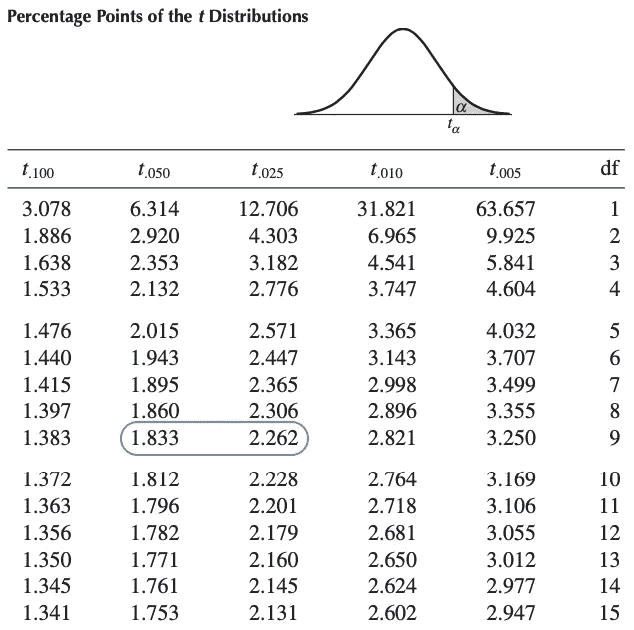 Percentage Points of the t Distributions
α
tα
t.100 t.050 t.025 t.010 t.005 df
3.078 6.314 12.706 31.821 63.657 1
1.886 2.920 4.303 6.965 9.925 2
1.638 2.353 3.182 4.541 5.841 3
1.533 2.132 2.776 3.747 4.604 4
1.476 2.015 2.571 3.365 4.032 5
1.440 1.943 2.447 3.143 3.707 6
1.415 1.895 2.365 2.998 3.499 7
1.397 1.860 2.306 2.896 3.355 8
1.383 1.833 2.262 2.821 3.250 9
1.372 1.812 2.228 2.764 3.169 10
1.363 1.796 2.201 2.718 3.106 11
1.356 1.782 2.179 2.681 3.055 12
1.350 1.771 2.160 2.650 3.012 13
1.345 1.761 2.145 2.624 2.977 14
1.341 1.753 2.131 2.602 2.947 15